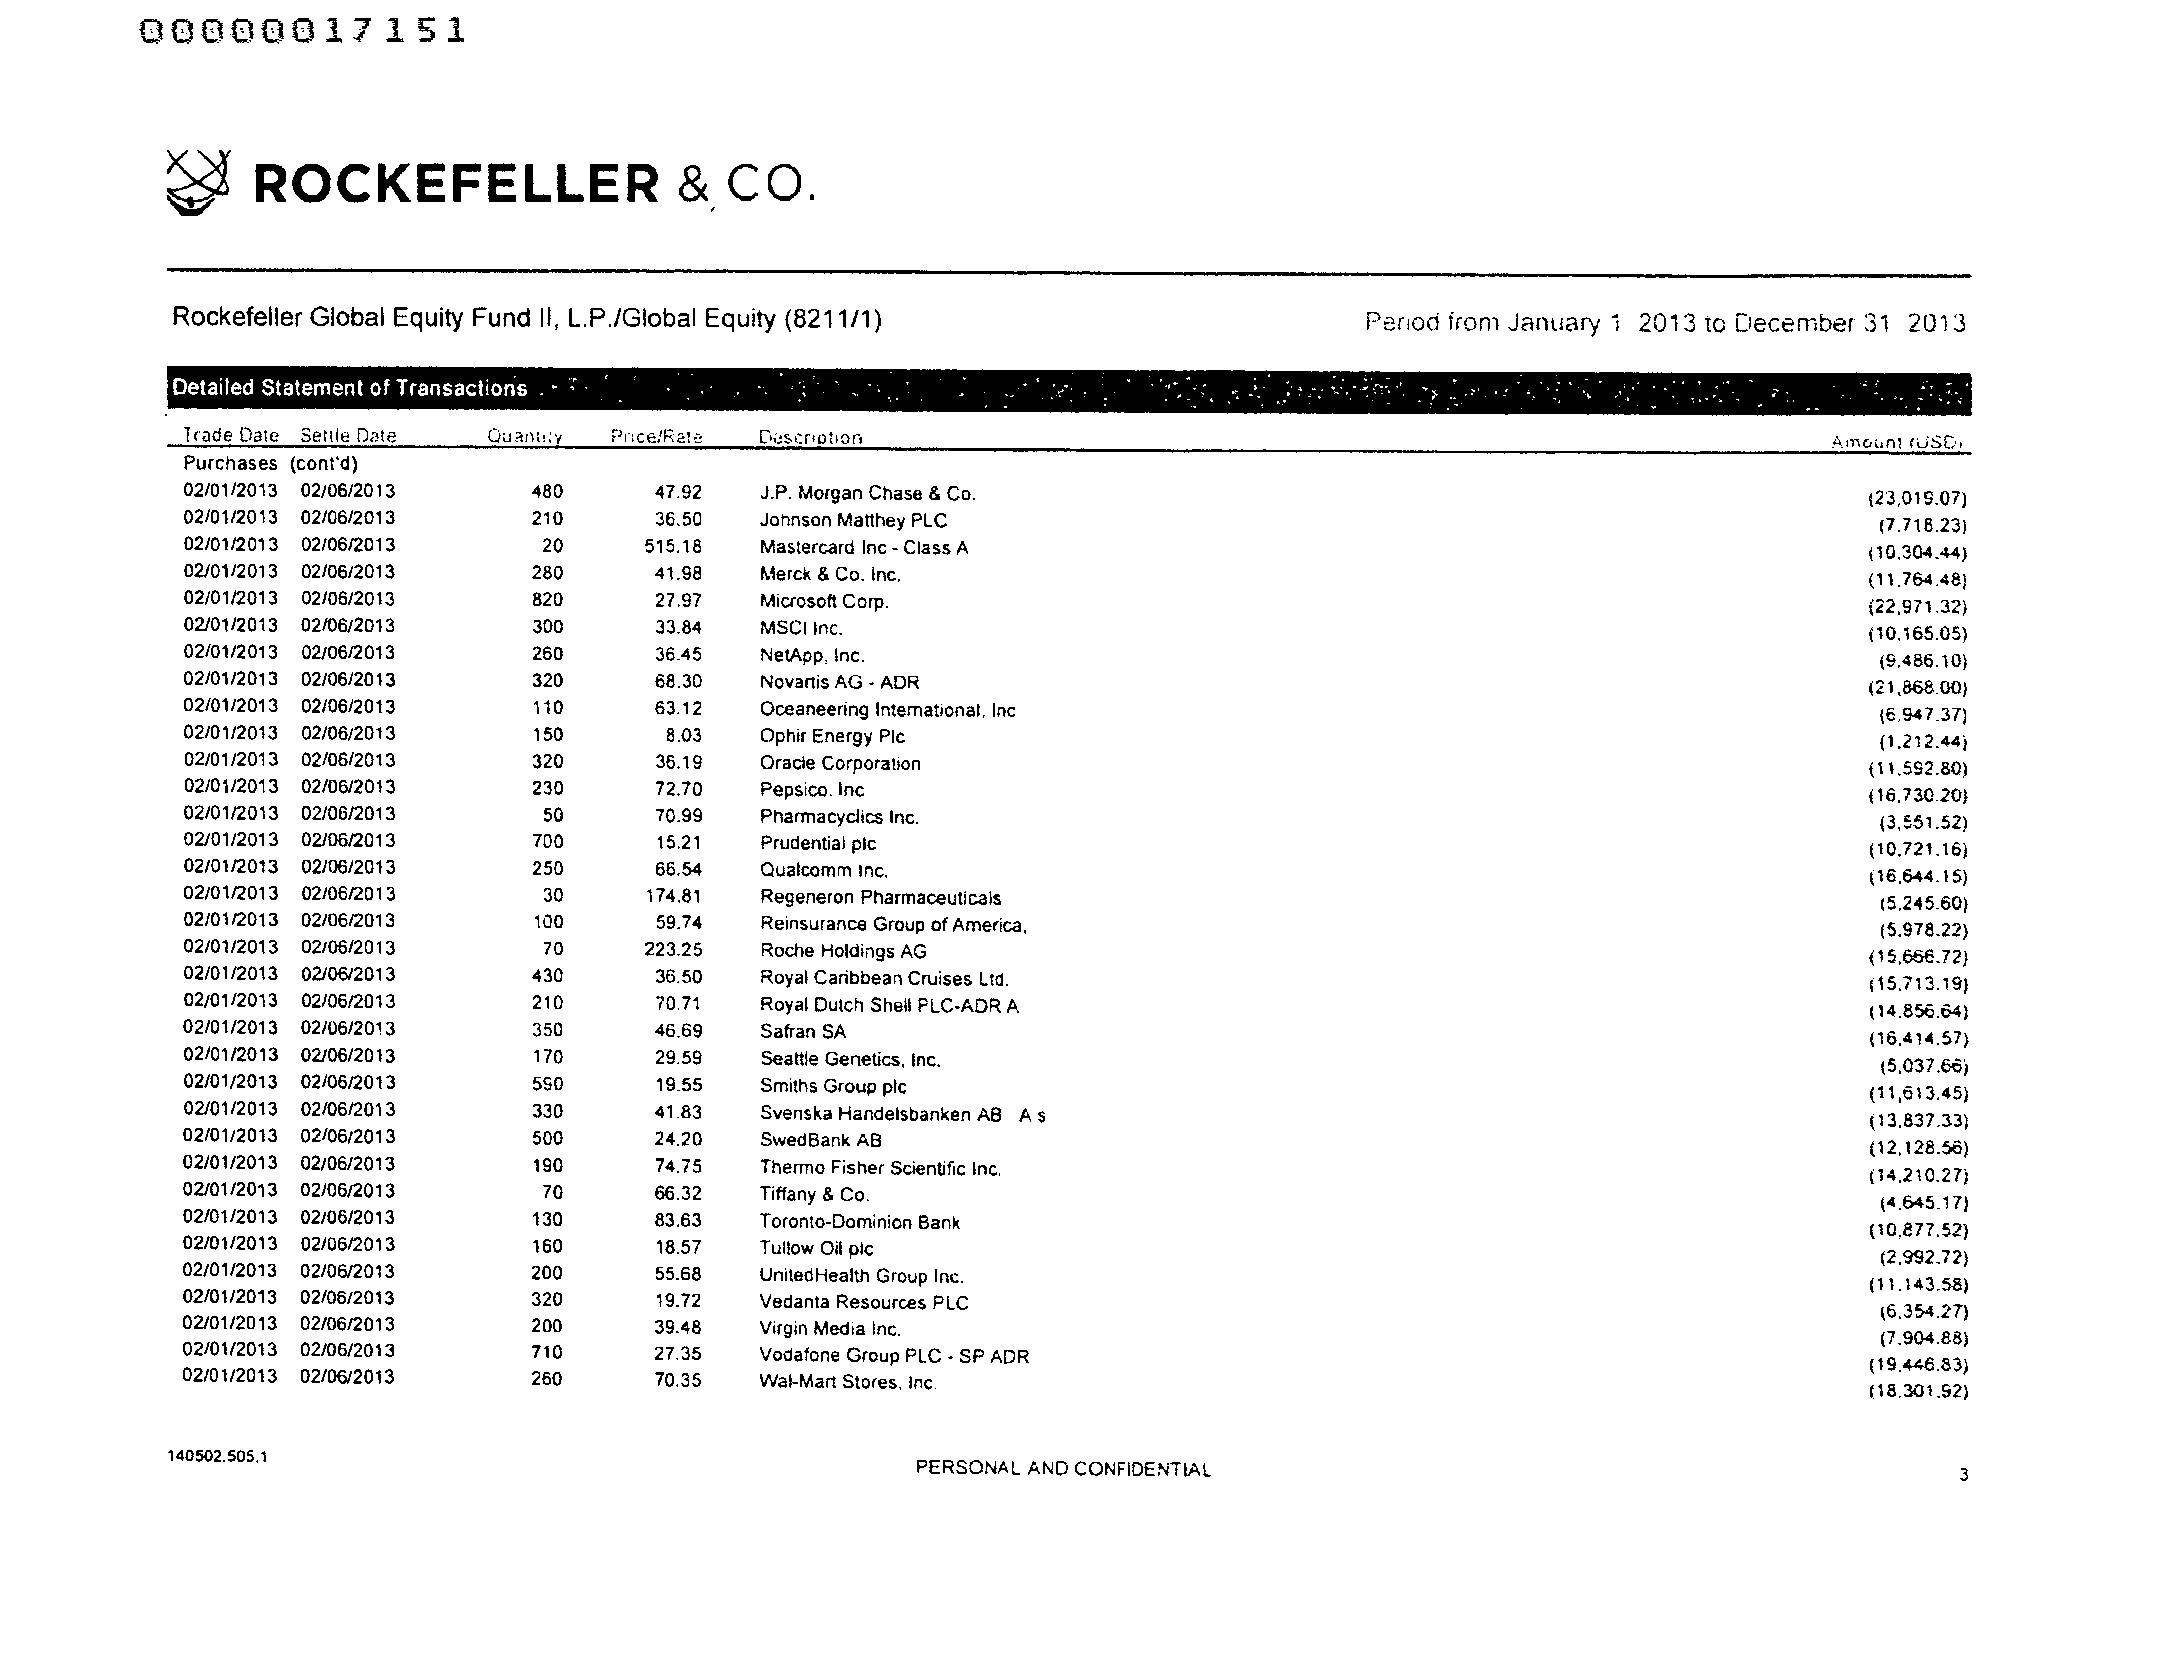 00000017151
ROCKEFELLER & CO.
Rockefeller Global Equity Fund II, L.P./Global Equity (8211/1) Period from January 1 2013 to December 31 2013
Detailed Statement of Transactions
Trade Date Settle Date Quantity Price/Rate Description Amount (USD)
Purchases (cont'd)
02/01/2013 02/06/2013 480 47.92 J.P. Morgan Chase & Co. (23,019.07)
02/01/2013 02/06/2013 210 36.50 Johnson Matthey PLC (7,718.23)
02/01/2013 02/06/2013 20 515.18 Mastercard Inc - Class A (10,304.44)
02/01/2013 02/06/2013 280 41.98 Merck & Co. Inc. (11,764.48)
02/01/2013 02/06/2013 820 27.97 Microsoft Corp. (22,971.32)
02/01/2013 02/06/2013 300 33.84 MSCI Inc. (10,165.05)
02/01/2013 02/06/2013 260 36.45 NetApp, Inc. (9,486.10)
02/01/2013 02/06/2013 320 68.30 Novartis AG - ADR (21,868.00)
02/01/2013 02/06/2013 110 63.12 Oceaneering International, Inc (6,947.37)
02/01/2013 02/06/2013 150 8.03 Ophir Energy Plc (1,212.44)
02/01/2013 02/06/2013 320 36.19 Oracle Corporation (11,592.80)
02/01/2013 02/06/2013 230 72.70 Pepsico. Inc (16,730.20)
02/01/2013 02/06/2013 50 70.99 Pharmacyclics Inc. (3,551.52)
02/01/2013 02/06/2013 700 15.21 Prudential plc (10,721.16)
02/01/2013 02/06/2013 250 66.54 Qualcomm Inc. (16,644.15)
02/01/2013 02/06/2013 30 174.81 Regeneron Pharmaceuticals (5,245.60)
02/01/2013 02/06/2013 100 59.74 Reinsurance Group of America, (5,978.22)
02/01/2013 02/06/2013 70 223.25 Roche Holdings AG (15,666.72)
02/01/2013 02/06/2013 430 36.50 Royal Caribbean Cruises Ltd. (15,713.19)
02/01/2013 02/06/2013 210 70.71 Royal Dutch Shell PLC-ADR A (14,856.64)
02/01/2013 02/06/2013 350 46.69 Safran SA (16,414.57)
02/01/2013 02/06/2013 170 29.59 Seattle Genetics, Inc. (5,037.66)
02/01/2013 02/06/2013 590 19.55 Smiths Group plc (11,613.45)
02/01/2013 02/06/2013 330 41.83 Svenska Handelsbanken AB A s (13,837.33)
02/01/2013 02/06/2013 500 24.20 SwedBank AB (12,128.56)
02/01/2013 02/06/2013 190 74.75 Thermo Fisher Scientific Inc. (14,210.27)
02/01/2013 02/06/2013 70 66.32 Tiffany & Co. (4,645.17)
02/01/2013 02/06/2013 130 83.63 Toronto-Dominion Bank (10,877.52)
02/01/2013 02/06/2013 160 18.57 Tullow Oil plc (2,992.72)
02/01/2013 02/06/2013 200 55.68 UnitedHealth Group Inc. (11,143.58)
02/01/2013 02/06/2013 320 19.72 Vedanta Resources PLC (6,354.27)
02/01/2013 02/06/2013 200 39.48 Virgin Media Inc. (7,904.88)
02/01/2013 02/06/2013 710 27.35 Vodafone Group PLC - SP ADR (19,446.83)
02/01/2013 02/06/2013 260 70.35 Wal-Mart Stores, Inc. (18,301.92)
140502.505.1 PERSONAL AND CONFIDENTIAL 3